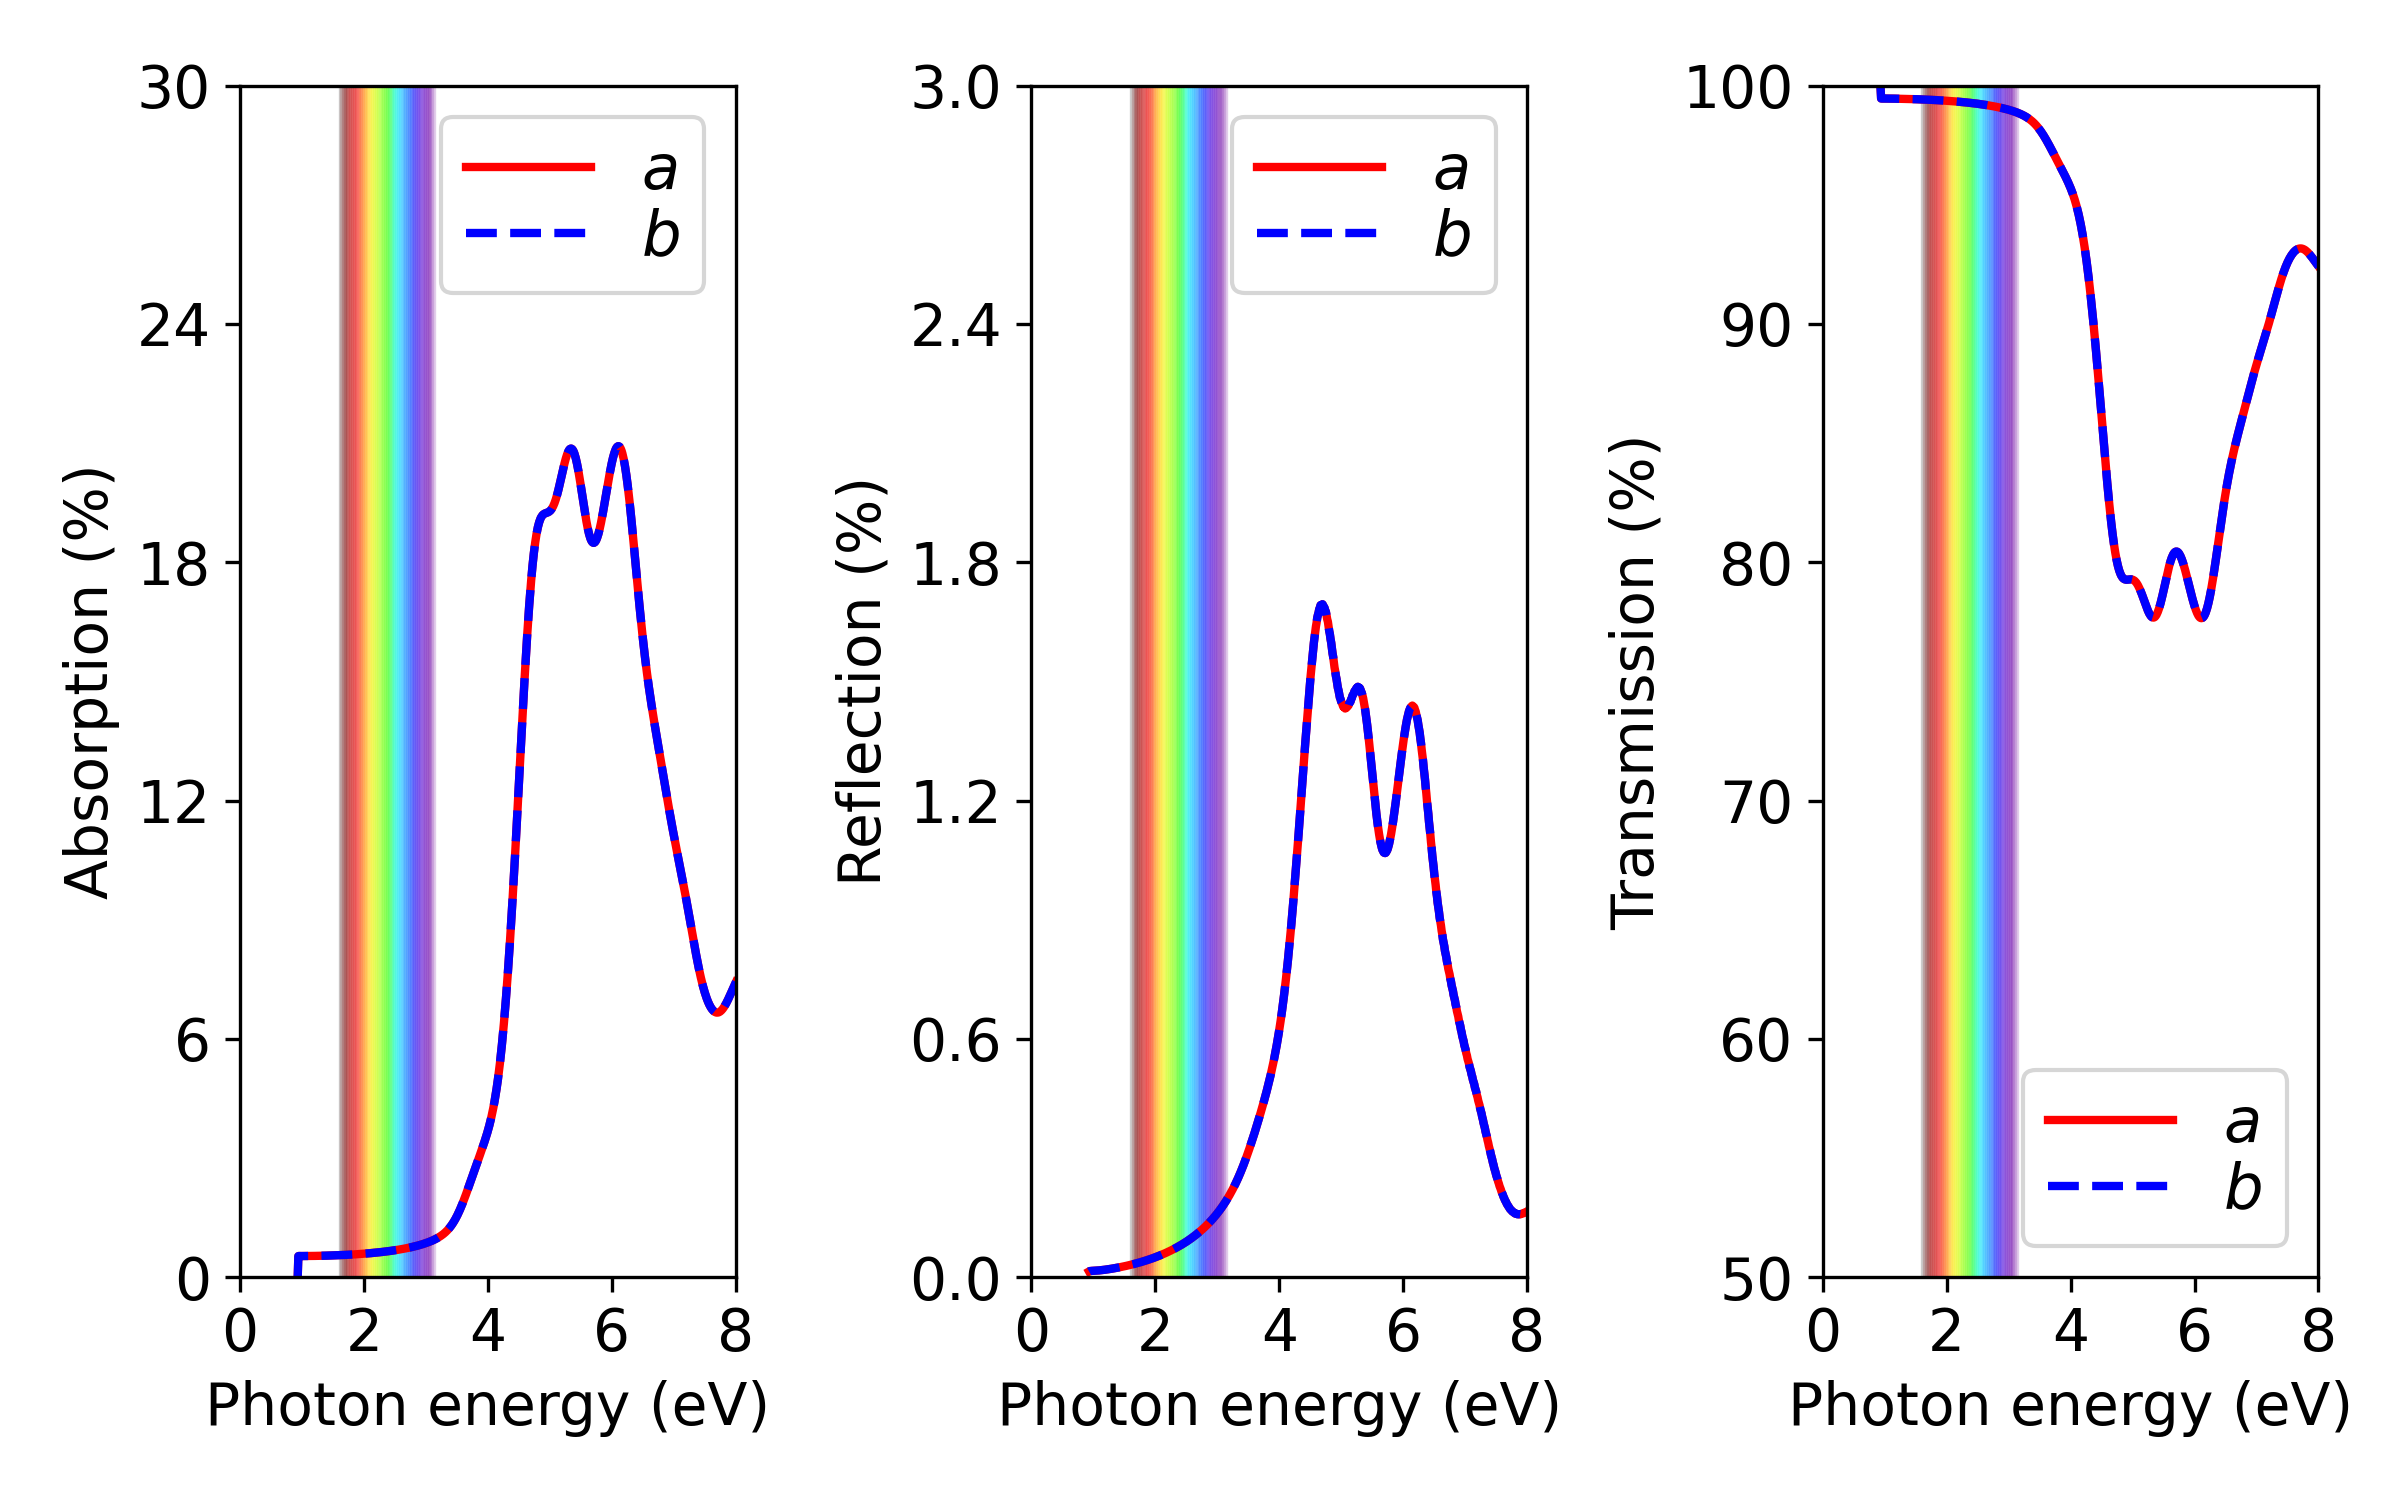 30
24
18
12
6
0
Absorption (%)
a
b
0 2 4 6 8
Photon energy (eV)
3.0
2.4
1.8
1.2
0.6
0.0
Reflection (%)
a
b
0 2 4 6 8
Photon energy (eV)
100
90
80
70
60
50
Transmission (%)
a
b
0 2 4 6 8
Photon energy (eV)